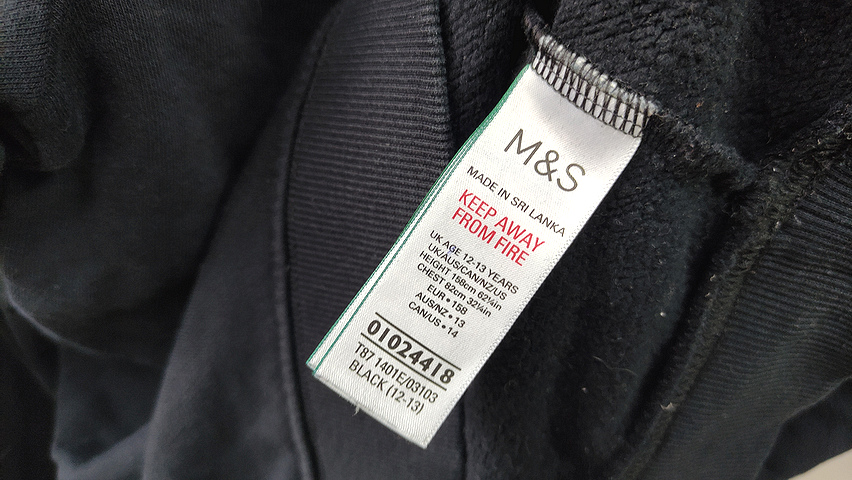 M&S
MADE IN SRI LANKA
KEEP AWAY
FROM FIRE
UK AGE 12-13 YEARS
UK/AUS/CAN/NZ/US
HEIGHT 158cm 62¼in
CHEST 82cm 32¼in
EUR • 158
AUS/NZ • 13
CAN/US • 14
01024418
T87 1401E/03103
BLACK (12-13)